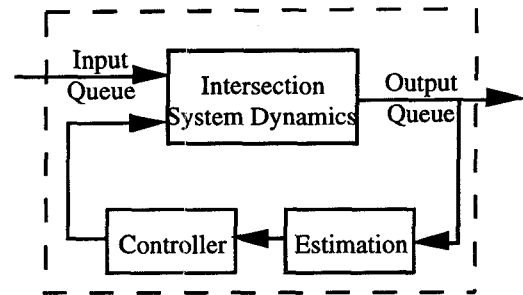 Input
Queue
Intersection
System Dynamics
Output
Queue
Controller
Estimation